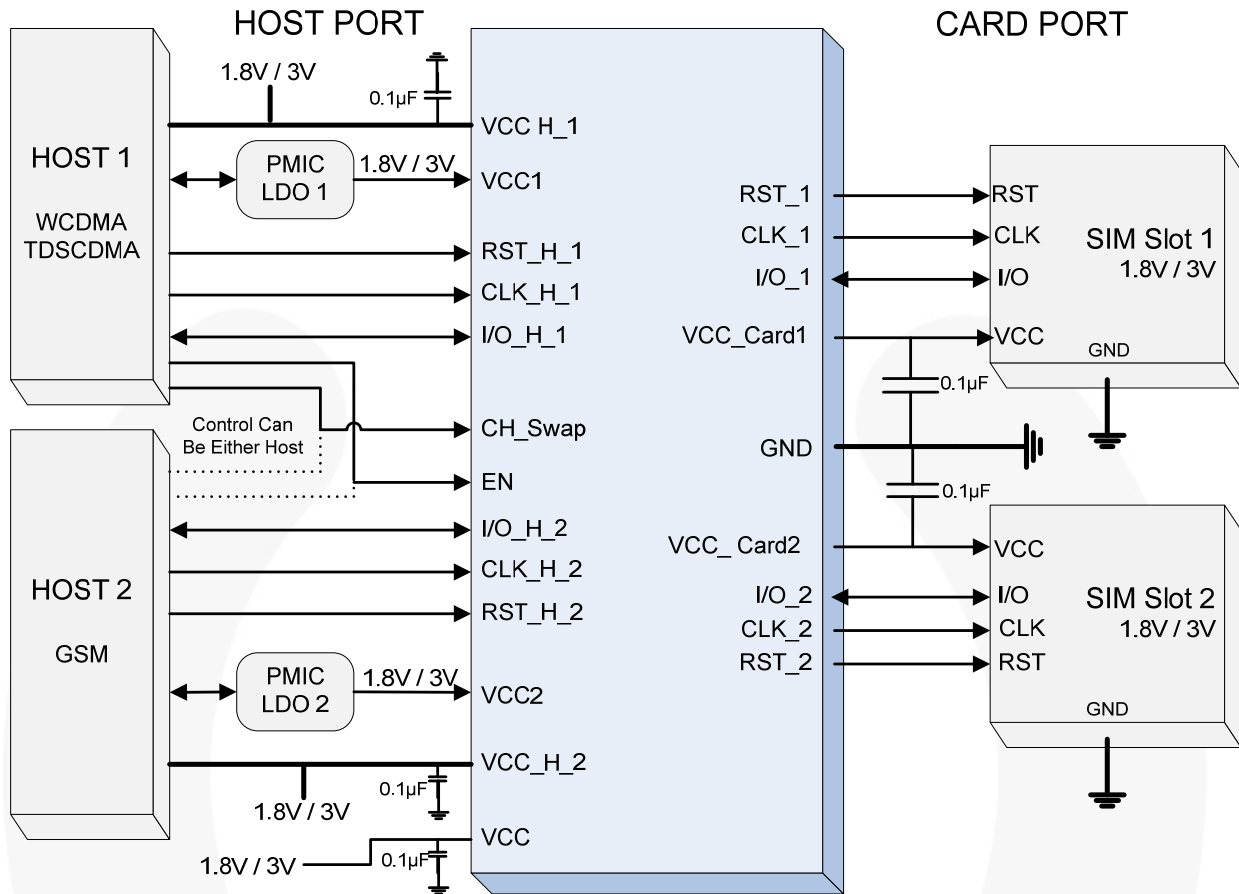 HOST PORT
CARD PORT
1.8V / 3V
0.1µF
VCC H_1
HOST 1
WCDMA
TDSCDMA
PMIC
LDO 1
1.8V / 3V
VCC1
RST_H_1
CLK_H_1
I/O_H_1
Control Can
Be Either Host
CH_Swap
EN
I/O_H_2
CLK_H_2
RST_H_2
HOST 2
GSM
PMIC
LDO 2
1.8V / 3V
VCC2
VCC_H_2
0.1µF
1.8V / 3V
VCC
0.1µF
1.8V / 3V
RST_1
CLK_1
I/O_1
VCC_Card1
GND
VCC_ Card2
I/O_2
CLK_2
RST_2
0.1µF
0.1µF
RST
CLK
I/O
VCC
SIM Slot 1
1.8V / 3V
GND
VCC
I/O
CLK
RST
SIM Slot 2
1.8V / 3V
GND